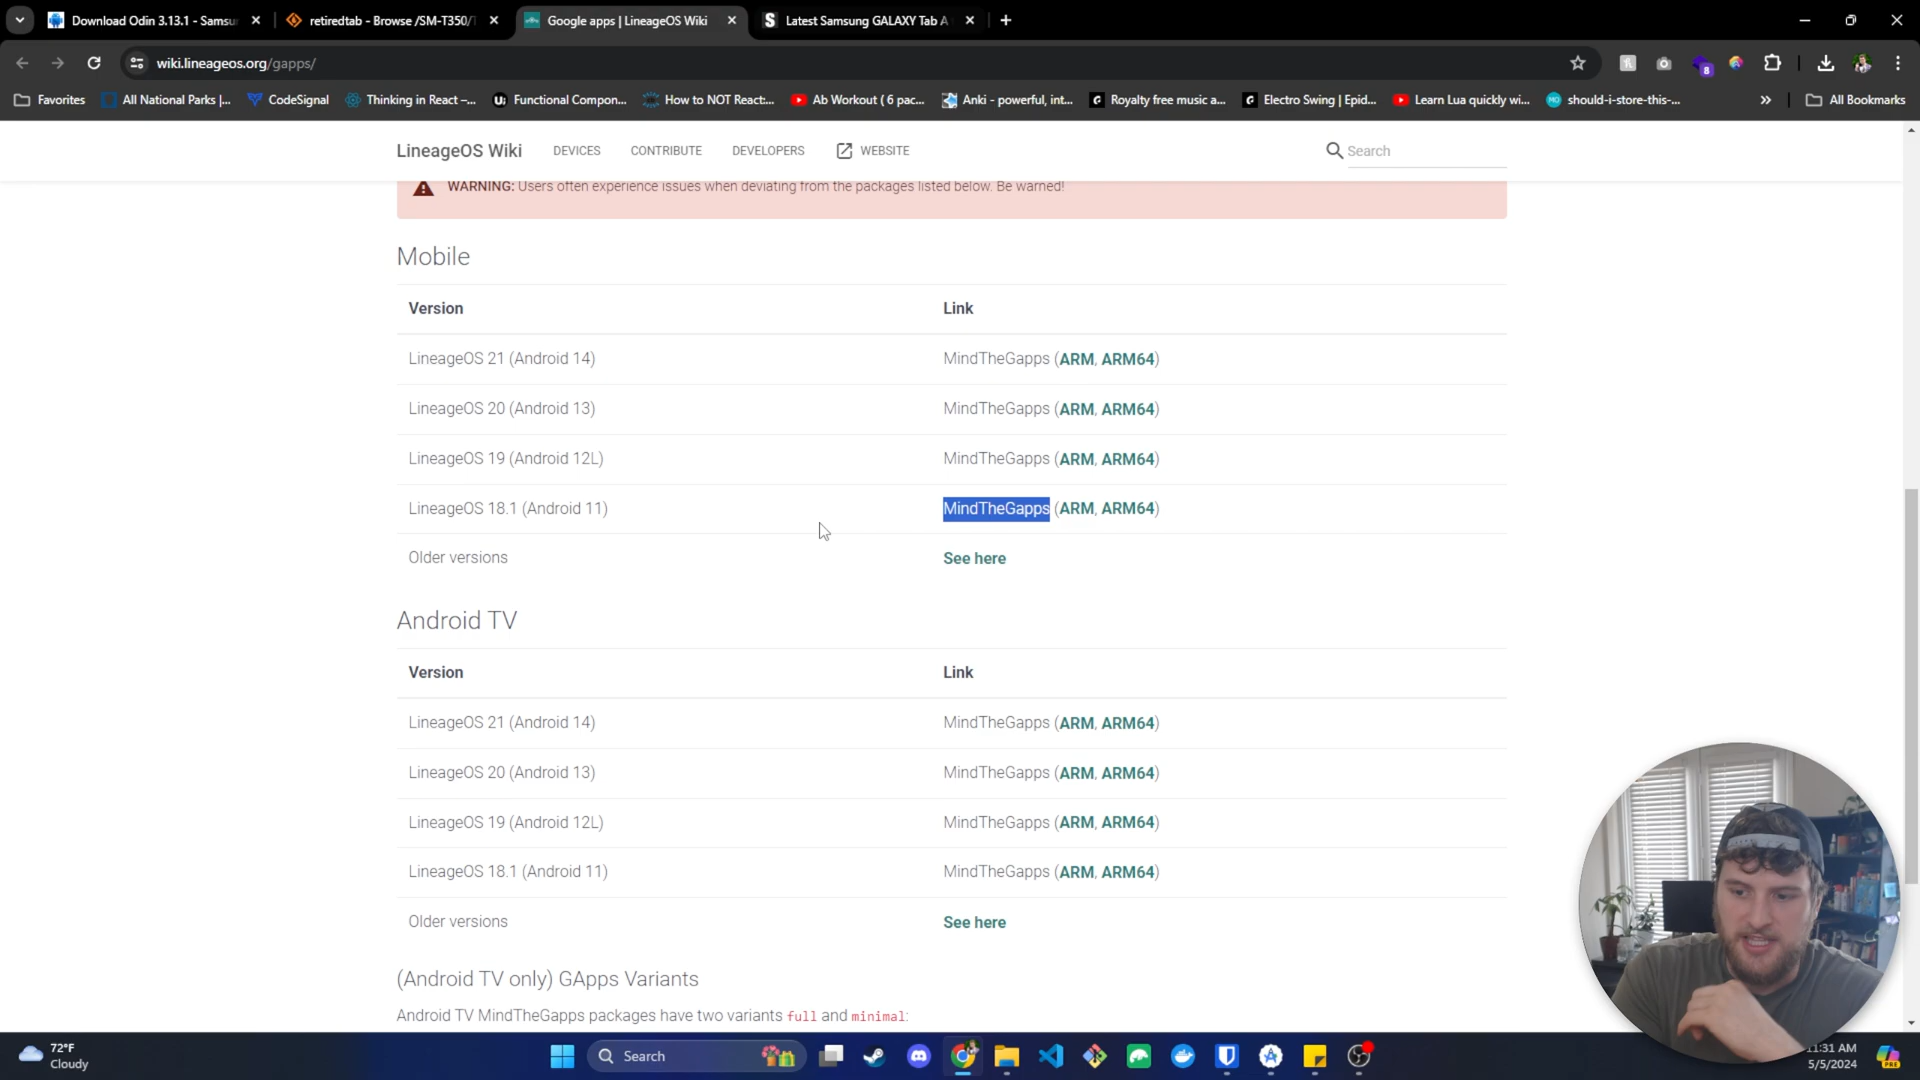 Download Odin 3.13.1 - Samsu
retiredtab - Browse /SM-T350/
Google apps | LineageOS Wiki
Latest Samsung GALAXY Tab A
wiki.lineageos.org/gapps/
8
Favorites
All National Parks |...
CodeSignal
Thinking in React –...
Functional Compon...
How to NOT React:...
Ab Workout ( 6 pac...
Anki - powerful, int...
Royalty free music a...
Electro Swing | Epid...
Learn Lua quickly wi...
should-i-store-this-...
All Bookmarks
LineageOS Wiki
DEVICES
CONTRIBUTE
DEVELOPERS
WEBSITE
Search
WARNING: Users often experience issues when deviating from the packages listed below. Be warned!
Mobile
Version Link
LineageOS 21 (Android 14) MindTheGapps (ARM, ARM64)
LineageOS 20 (Android 13) MindTheGapps (ARM, ARM64)
LineageOS 19 (Android 12L) MindTheGapps (ARM, ARM64)
LineageOS 18.1 (Android 11) MindTheGapps (ARM, ARM64)
Older versions See here
Android TV
Version Link
LineageOS 21 (Android 14) MindTheGapps (ARM, ARM64)
LineageOS 20 (Android 13) MindTheGapps (ARM, ARM64)
LineageOS 19 (Android 12L) MindTheGapps (ARM, ARM64)
LineageOS 18.1 (Android 11) MindTheGapps (ARM, ARM64)
Older versions See here
(Android TV only) GApps Variants
Android TV MindTheGapps packages have two variants full and minimal:
72°F
Cloudy
Search
11:31 AM
5/5/2024